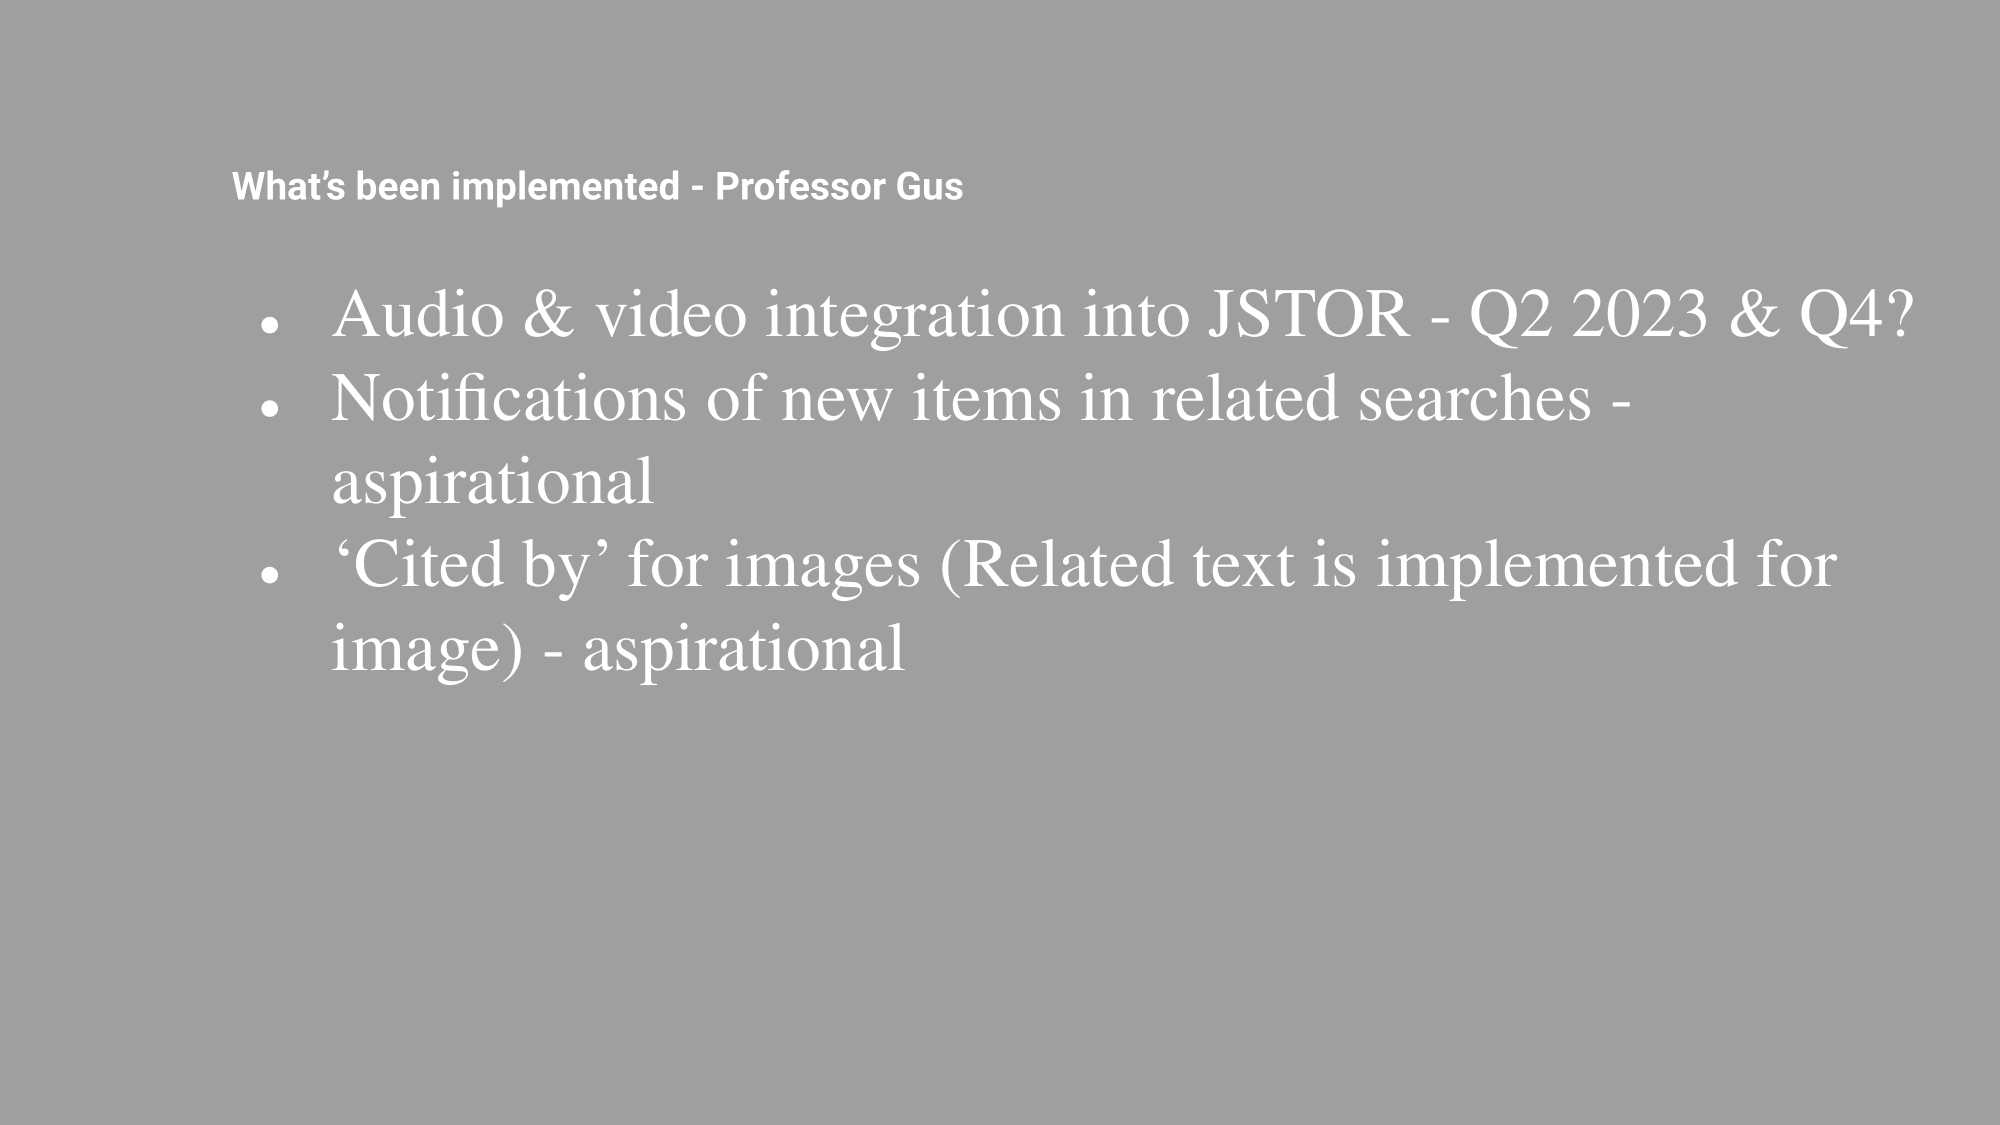 What’s been implemented - Professor Gus
● Audio & video integration into JSTOR - Q2 2023 & Q4?
● Notifications of new items in related searches -
aspirational
● ‘Cited by’ for images (Related text is implemented for
image) - aspirational